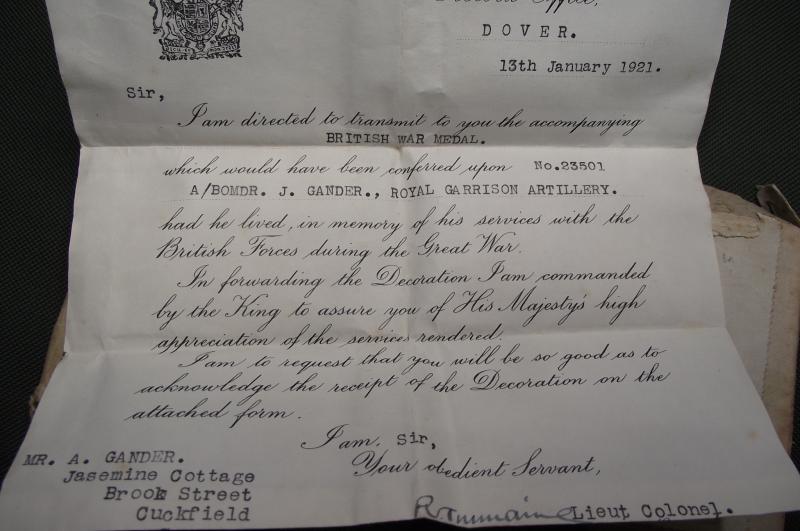 Record Office,
DOVER.
13th January 1921.
Sir,
I am directed to transmit to you the accompanying
BRITISH WAR MEDAL.
which would have been conferred upon No.23501
A/BOMDR. J. GANDER., ROYAL GARRISON ARTILLERY.
had he lived, in memory of his services with the
British Forces during the Great War.
In forwarding the Decoration I am commanded
by the King to assure you of His Majesty's high
appreciation of the services rendered.
I am to request that you will be so good as to
acknowledge the receipt of the Decoration on the
attached form.
I am, Sir,
Your obedient Servant,
Lieut Colonel.
MR. A. GANDER.
Jasemine Cottage
Brook Street
Cuckfield